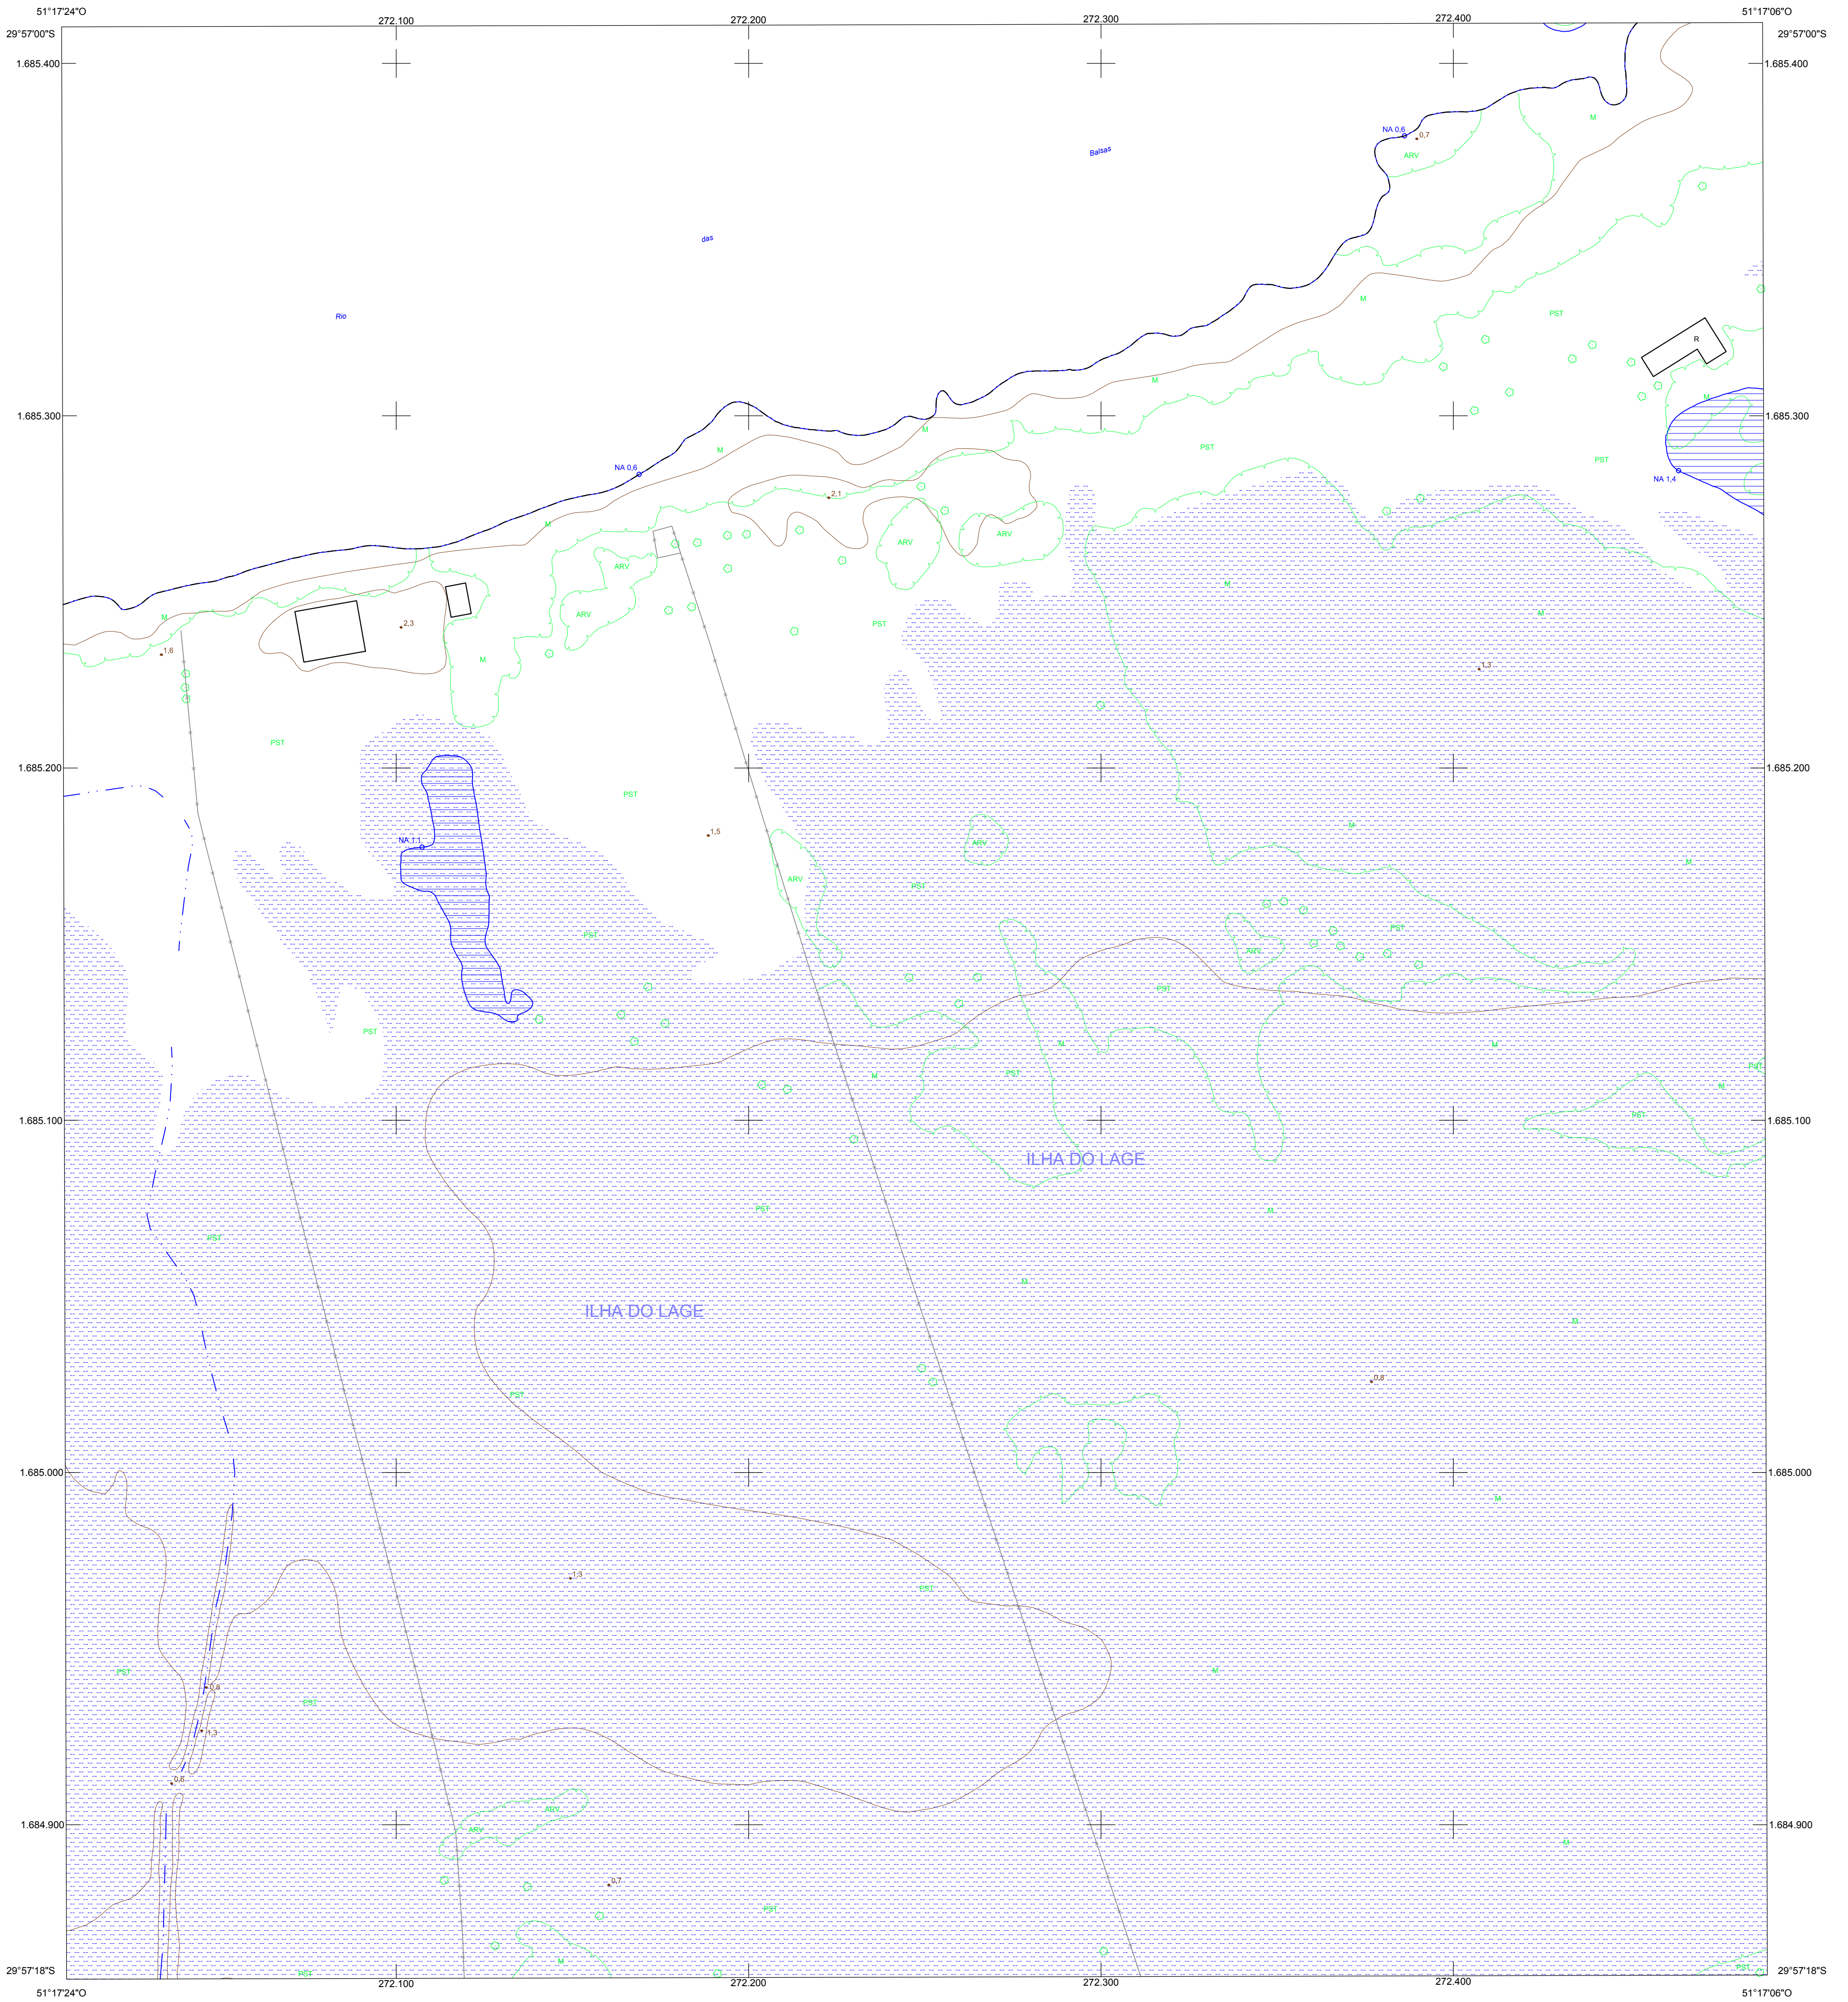 51°17'24"O
51°17'06"O
272.100
272.200
272.300
272.400
29°57'00"S
29°57'00"S
1.685.400
1.685.400
M
NA 0,6
0,7
ARV
Balsas
das
Rio
M
PST
R
M
M
1.685.300
1.685.300
M
M
PST
PST
NA 0,6
NA 1,4
2,1
M
ARV
ARV
ARV
M
ARV
M
M
PST
2,3
1,6
M
1,3
PST
1.685.200
1.685.200
PST
M
1,5
NA 1,1
ARV
M
ARV
PST
PST
PST
ARV
PST
PST
M
M
PST
M
PST
M
PST
1.685.100
1.685.100
ILHA DO LAGE
PST
M
PST
M
ILHA DO LAGE
M
0,8
PST
1.685.000
1.685.000
M
1,3
PST
PST
M
0,8
PST
1,3
0,6
ARV
1.684.900
1.684.900
ARV
M
0,7
PST
M
PST
PST
29°57'18"S
29°57'18"S
272.100
272.200
272.300
272.400
51°17'24"O
51°17'06"O